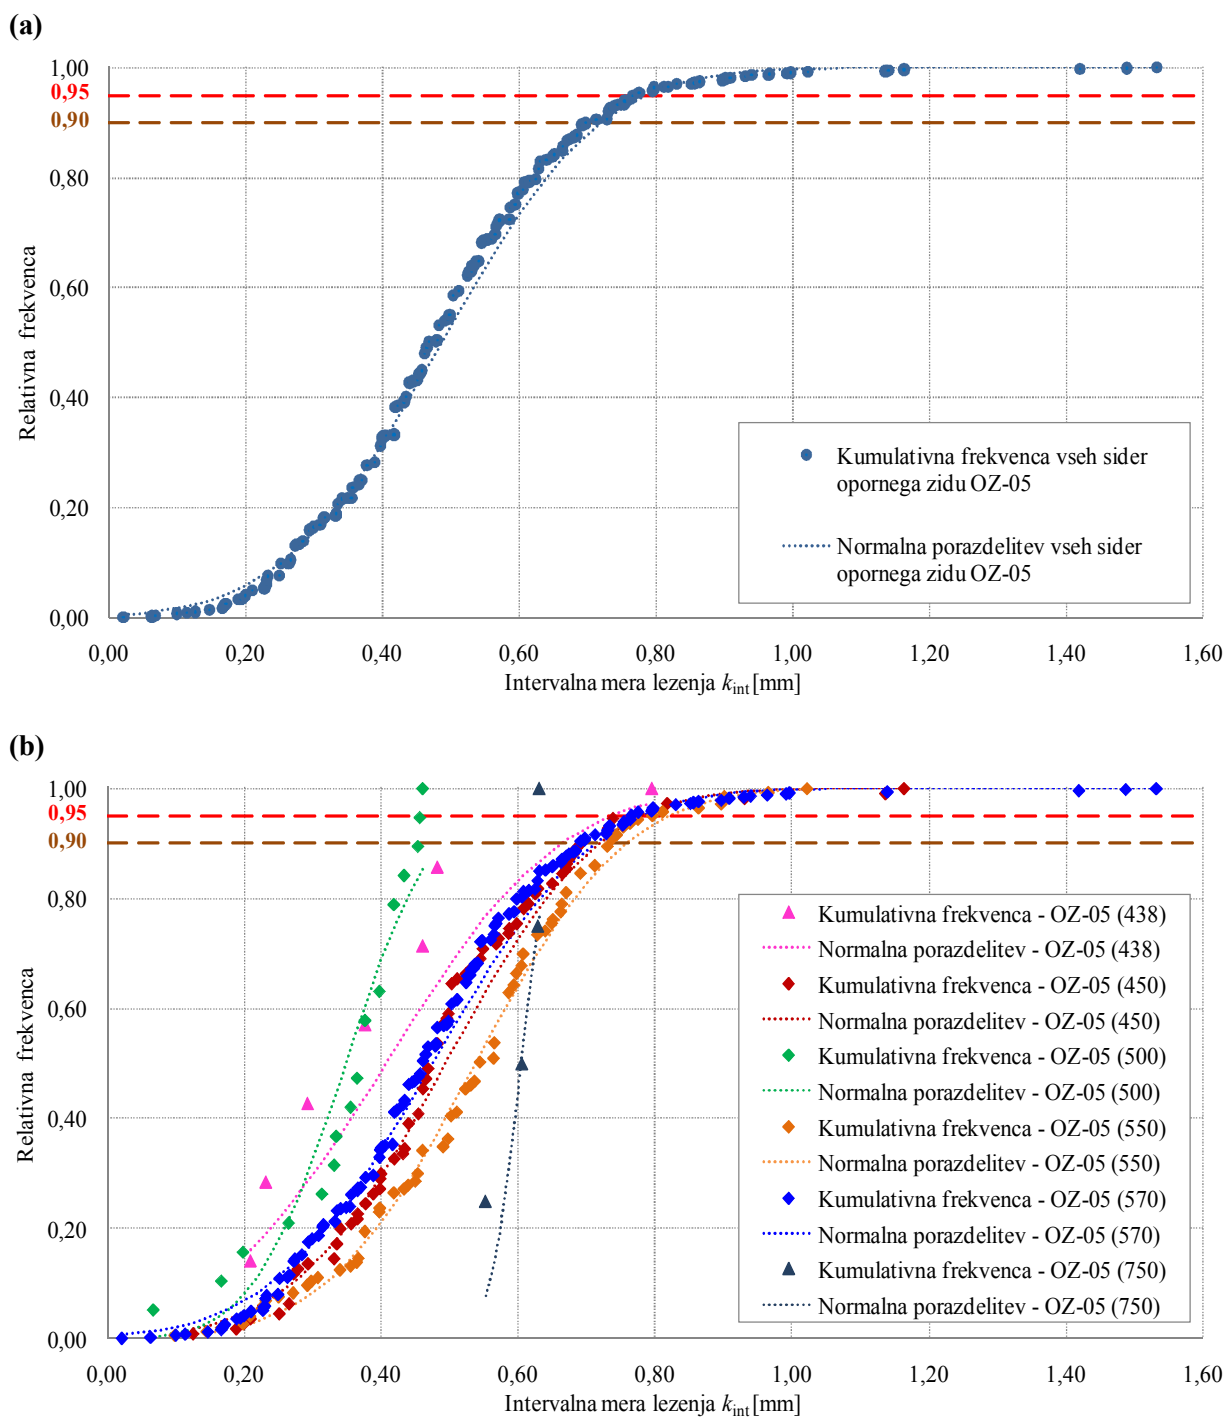 (a)
1,00
0,95
0,90
0,80
0,60
0,40
0,20
0,00
Relativna frekvenca
Kumulativna frekvenca vseh sider
opornega zidu OZ-05
Normalna porazdelitev vseh sider
opornega zidu OZ-05
0,00 0,20 0,40 0,60 0,80 1,00 1,20 1,40 1,60
Intervalna mera lezenja kint [mm]
(b)
1,00
0,95
0,90
0,80
0,60
0,40
0,20
0,00
Relativna frekvenca
Kumulativna frekvenca - OZ-05 (438)
Normalna porazdelitev - OZ-05 (438)
Kumulativna frekvenca - OZ-05 (450)
Normalna porazdelitev - OZ-05 (450)
Kumulativna frekvenca - OZ-05 (500)
Normalna porazdelitev - OZ-05 (500)
Kumulativna frekvenca - OZ-05 (550)
Normalna porazdelitev - OZ-05 (550)
Kumulativna frekvenca - OZ-05 (570)
Normalna porazdelitev - OZ-05 (570)
Kumulativna frekvenca - OZ-05 (750)
Normalna porazdelitev - OZ-05 (750)
0,00 0,20 0,40 0,60 0,80 1,00 1,20 1,40 1,60
Intervalna mera lezenja kint [mm]